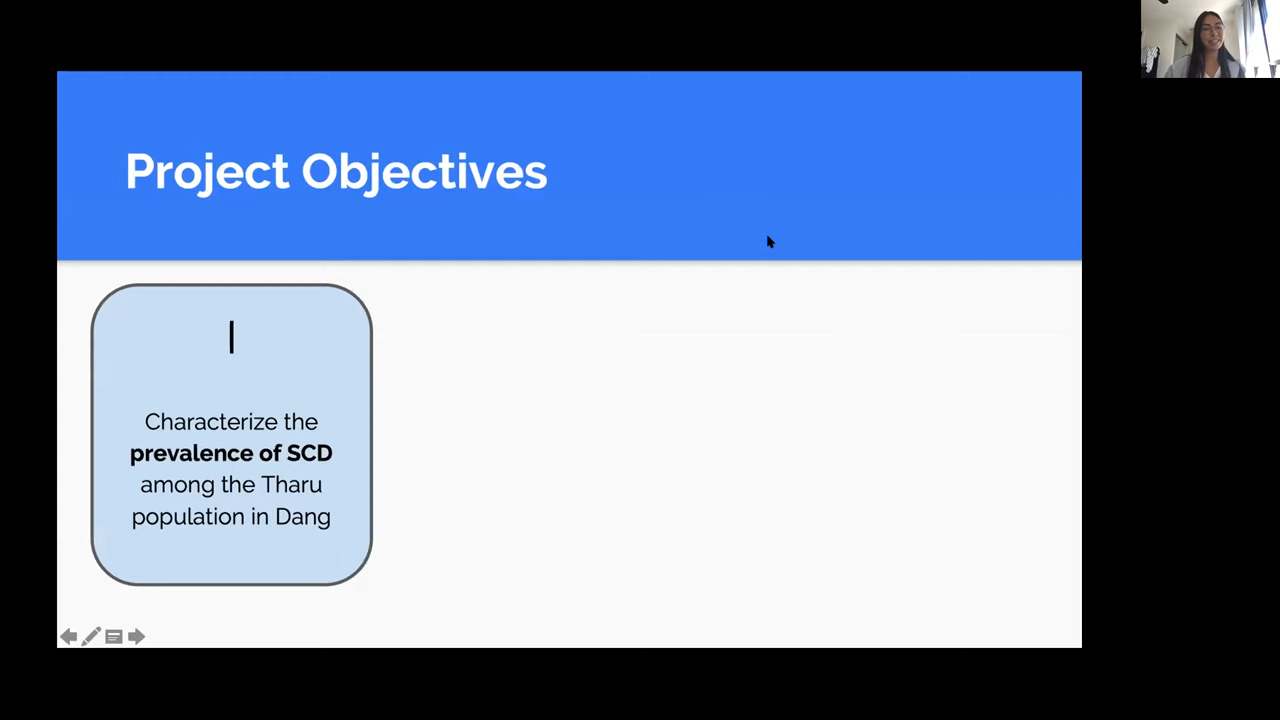 Project Objectives
I
Characterize the
prevalence of SCD
among the Tharu
population in Dang